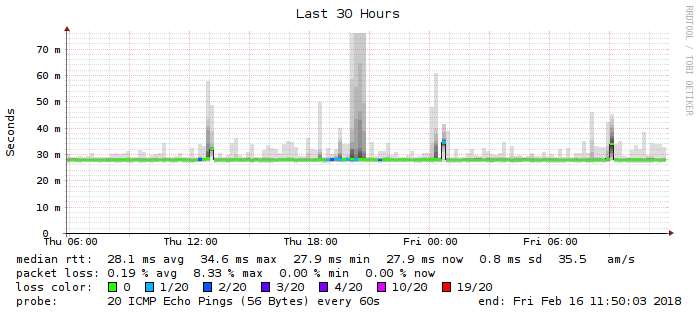 Last 30 Hours
RRDTOOL / TOBI OETIKER
Seconds
70 m
60 m
50 m
40 m
30 m
20 m
10 m
0
Thu 06:00 Thu 12:00 Thu 18:00 Fri 00:00 Fri 06:00
median rtt: 28.1 ms avg 34.6 ms max 27.9 ms min 27.9 ms now 0.8 ms sd 35.5 am/s
packet loss: 0.19 % avg 8.33 % max 0.00 % min 0.00 % now
loss color: 0 1/20 2/20 3/20 4/20 10/20 19/20
probe: 20 ICMP Echo Pings (56 Bytes) every 60s end: Fri Feb 16 11:50:03 2018